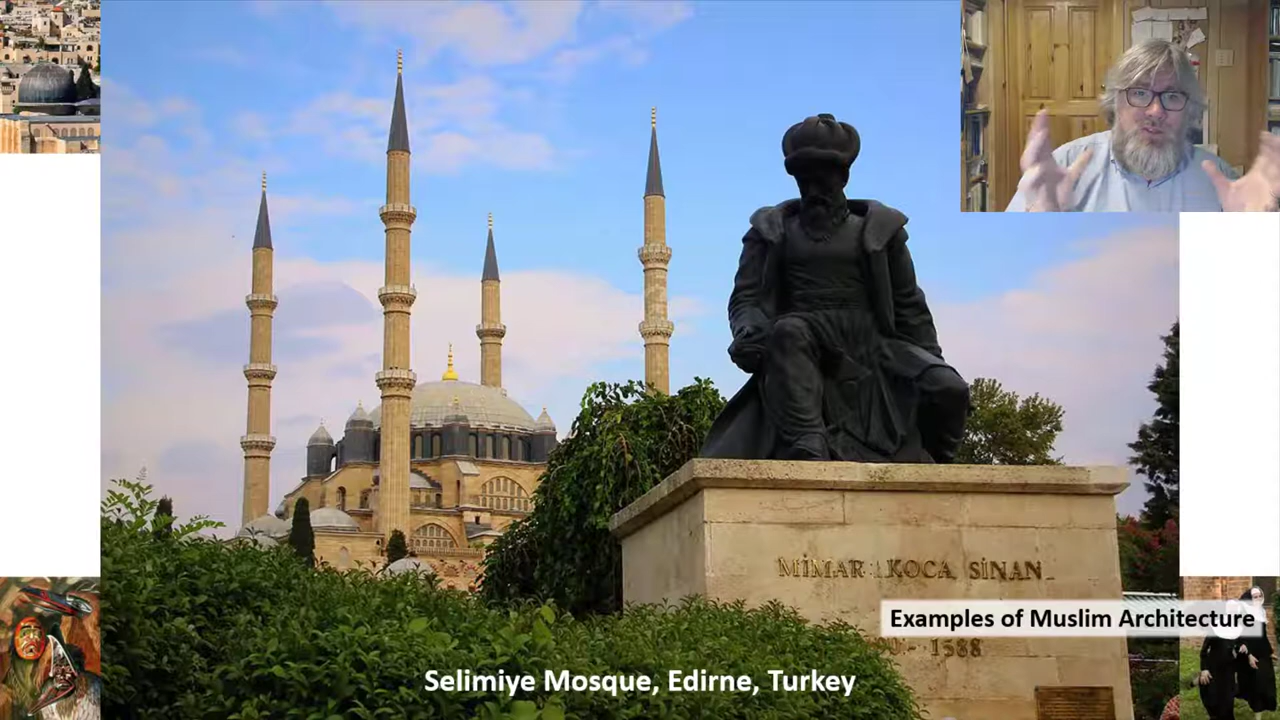 MİMAR KOCA SİNAN
Examples of Muslim Architecture
1588
Selimiye Mosque, Edirne, Turkey